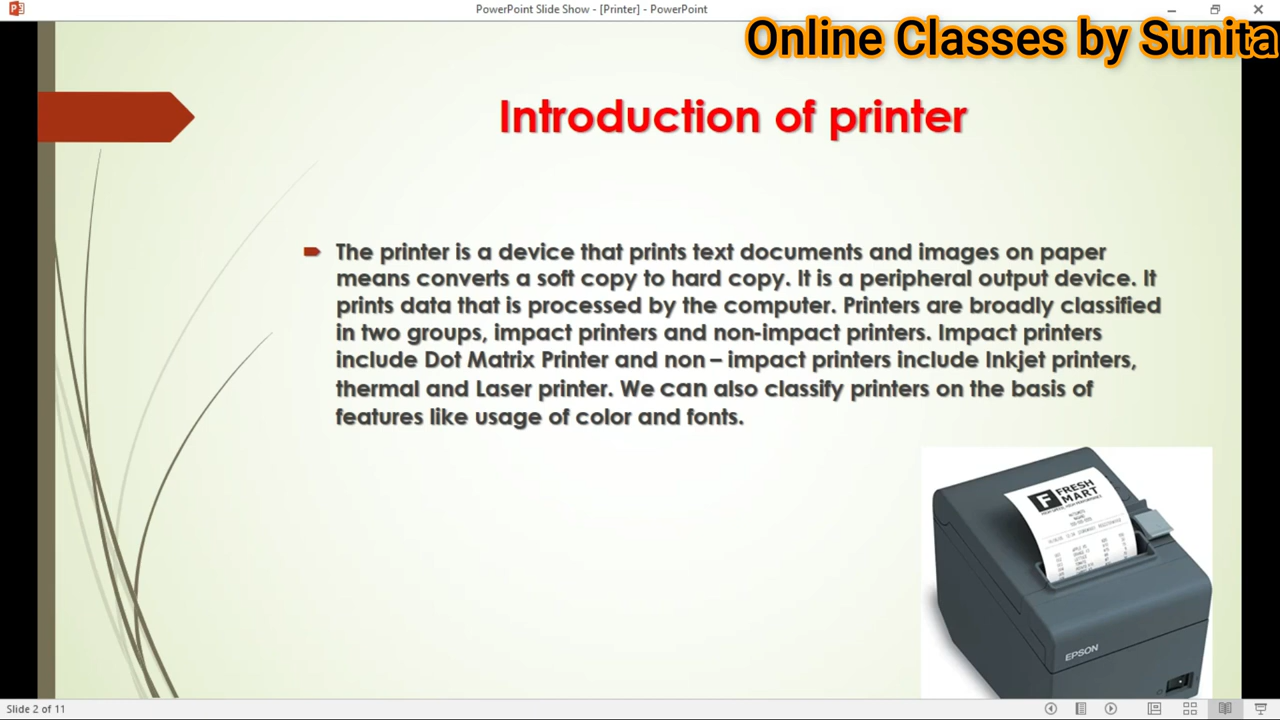 PowerPoint Slide Show - [Printer] - PowerPoint
Online Classes by Sunita
Introduction of printer
The printer is a device that prints text documents and images on paper
means converts a soft copy to hard copy. It is a peripheral output device. It
prints data that is processed by the computer. Printers are broadly classified
in two groups, impact printers and non-impact printers. Impact printers
include Dot Matrix Printer and non – impact printers include Inkjet printers,
thermal and Laser printer. We can also classify printers on the basis of
features like usage of color and fonts.
F FRESH
MART
EPSON
Slide 2 of 11